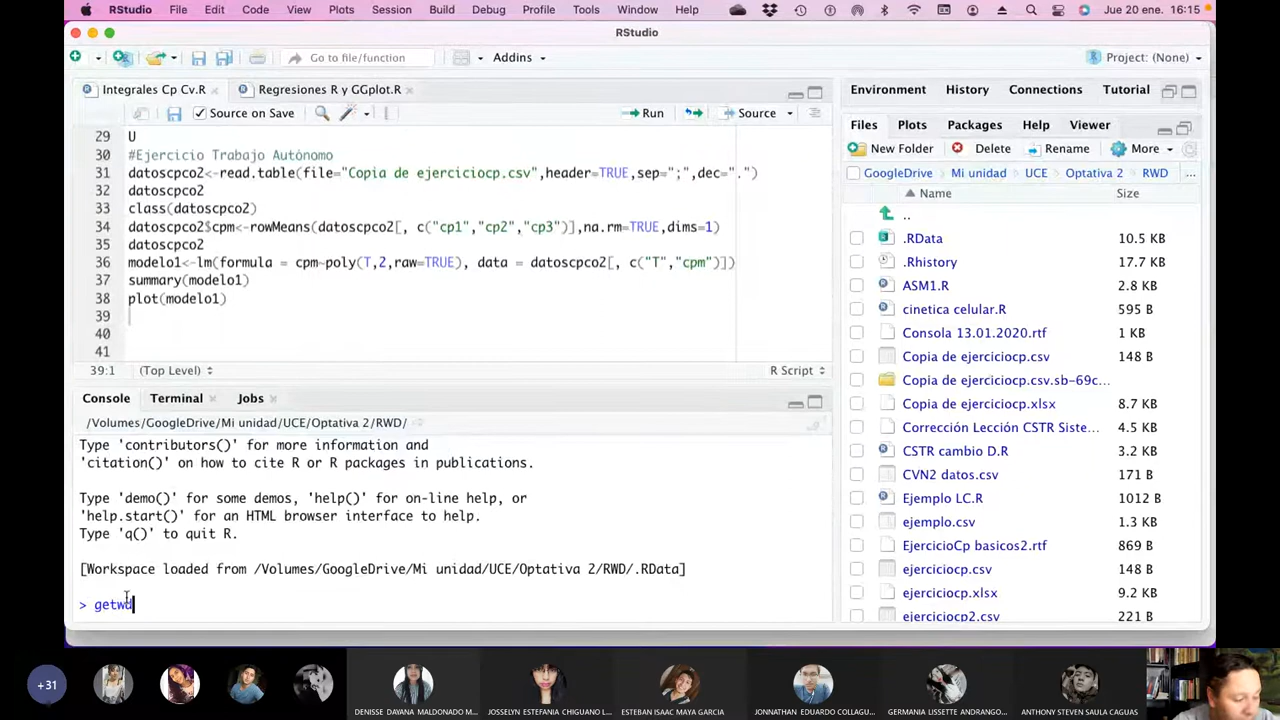 RStudio File Edit Code View Plots Session Build Debug Profile Tools Window Help Jue 20 ene. 16:15
RStudio
Go to file/function Addins Project: (None)
Integrales Cp Cv.R Regresiones R y GGplot.R
Source on Save Run Source
29 U
30 #Ejercicio Trabajo Autónomo
31 datoscpco2<-read.table(file="Copia de ejerciciocp.csv",header=TRUE,sep=";",dec=".")
32 datoscpco2
33 class(datoscpco2)
34 datoscpco2$cpm<-rowMeans(datoscpco2[, c("cp1","cp2","cp3")],na.rm=TRUE,dims=1)
35 datoscpco2
36 modelo1<-lm(formula = cpm~poly(T,2,raw=TRUE), data = datoscpco2[, c("T","cpm")])
37 summary(modelo1)
38 plot(modelo1)
39
40
41
39:1 (Top Level) R Script
Console Terminal Jobs
/Volumes/GoogleDrive/Mi unidad/UCE/Optativa 2/RWD/
Type 'contributors()' for more information and
'citation()' on how to cite R or R packages in publications.
Type 'demo()' for some demos, 'help()' for on-line help, or
'help.start()' for an HTML browser interface to help.
Type 'q()' to quit R.
[Workspace loaded from /Volumes/GoogleDrive/Mi unidad/UCE/Optativa 2/RWD/.RData]
> getwd
Environment History Connections Tutorial
Files Plots Packages Help Viewer
New Folder Delete Rename More
GoogleDrive Mi unidad UCE Optativa 2 RWD ...
Name Size
..
.RData 10.5 KB
.Rhistory 17.7 KB
ASM1.R 2.8 KB
cinetica celular.R 595 B
Consola 13.01.2020.rtf 1 KB
Copia de ejerciciocp.csv 148 B
Copia de ejerciciocp.csv.sb-69c...
Copia de ejerciciocp.xlsx 8.7 KB
Corrección Lección CSTR Siste... 4.5 KB
CSTR cambio D.R 3.2 KB
CVN2 datos.csv 171 B
Ejemplo LC.R 1012 B
ejemplo.csv 1.3 KB
EjercicioCp basicos2.rtf 869 B
ejerciciocp.csv 148 B
ejerciciocp.xlsx 9.2 KB
ejerciciocp2.csv 221 B
+31
DENISSE DAYANA MALDONADO M...
JOSSELYN ESTEFANIA CHIGUANO L...
ESTEBAN ISAAC MAYA GARCIA
JONNATHAN EDUARDO COLLAGU...
GERMANIA LISSETTE ANDRANGO...
ANTHONY STEVEN SAULA CAGUAS